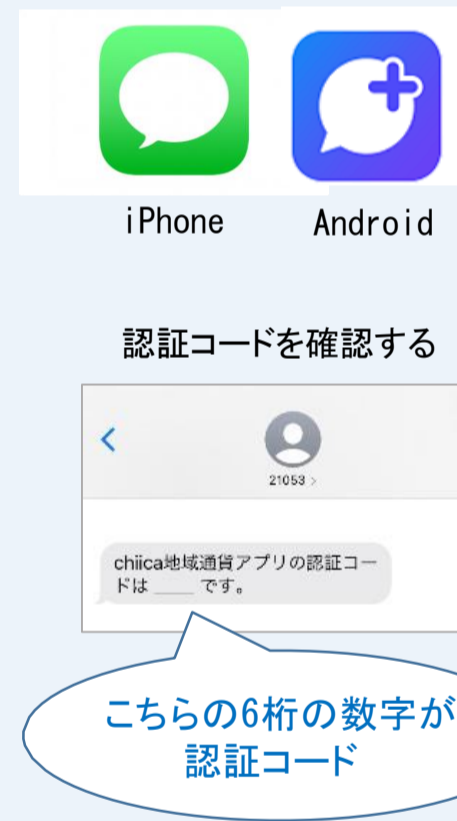 iPhone Android
認証コードを確認する
21053 >
chiica地域通貨アプリの認証コー
ドは ____ です。
こちらの6桁の数字が
認証コード